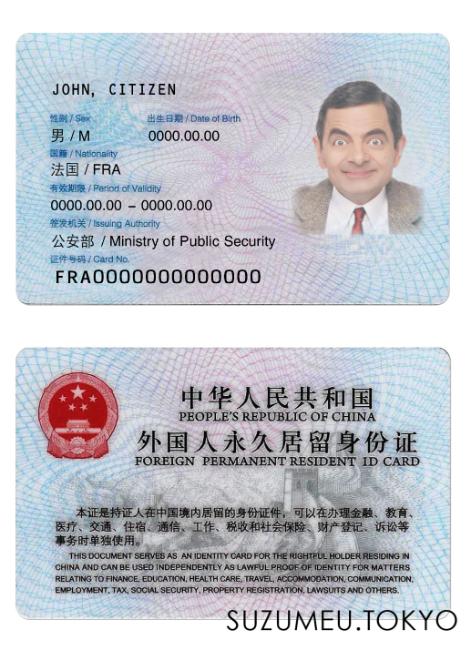 JOHN, CITIZEN
性别 / Sex 出生日期 / Date of Birth
男 / M 0000.00.00
国籍 / Nationality
法国 / FRA
有效期限 / Period of Validity
0000.00.00 – 0000.00.00
签发机关 / Issuing Authority
公安部 / Ministry of Public Security
证件号码 / Card No.
FRA0000000000000
中华人民共和国
PEOPLE'S REPUBLIC OF CHINA
外国人永久居留身份证
FOREIGN PERMANENT RESIDENT ID CARD
本证是持证人在中国境内居留的身份证件，可以在办理金融、教育、
医疗、交通、住宿、通信、工作、税收和社会保险、财产登记、诉讼等
事务时单独使用。
THIS DOCUMENT SERVES AS AN IDENTITY CARD FOR THE RIGHTFUL HOLDER RESIDING IN
CHINA AND CAN BE USED INDEPENDENTLY AS LAWFUL PROOF OF IDENTITY FOR MATTERS
RELATING TO FINANCE, EDUCATION, HEALTH CARE, TRAVEL, ACCOMMODATION, COMMUNICATION,
EMPLOYMENT, TAX, SOCIAL SECURITY, PROPERTY REGISTRATION, LAWSUITS AND OTHERS.
SUZUMEU.TOKYO